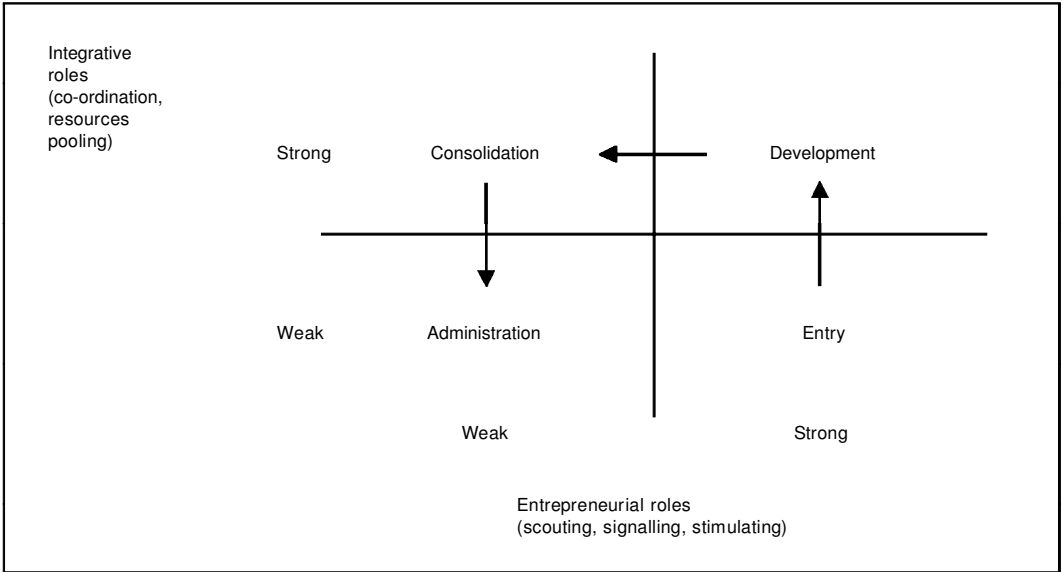 Integrative
roles
(co-ordination,
resources
pooling)
Strong
Consolidation
Development
Weak
Administration
Entry
Weak
Strong
Entrepreneurial roles
(scouting, signalling, stimulating)